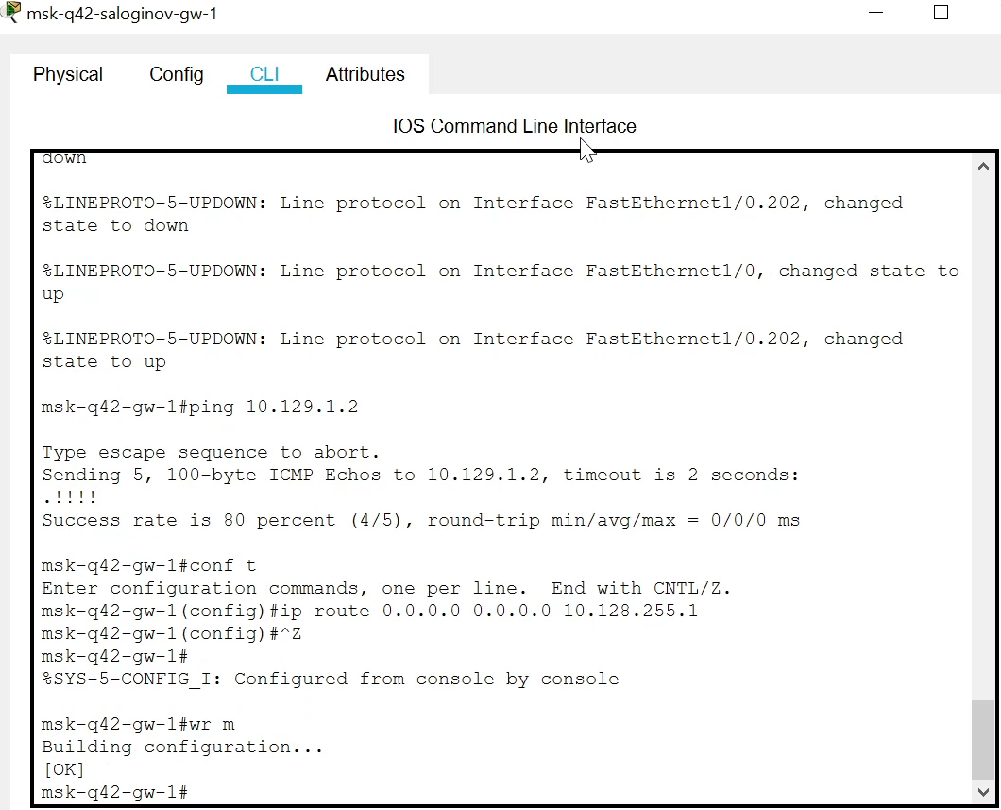 msk-q42-saloginov-gw-1
Physical Config CLI Attributes
IOS Command Line Interface
down
%LINEPROTO-5-UPDOWN: Line protocol on Interface FastEthernet1/0.202, changed
state to down
%LINEPROTO-5-UPDOWN: Line protocol on Interface FastEthernet1/0, changed state to
up
%LINEPROTO-5-UPDOWN: Line protocol on Interface FastEthernet1/0.202, changed
state to up
msk-q42-gw-1#ping 10.129.1.2
Type escape sequence to abort.
Sending 5, 100-byte ICMP Echos to 10.129.1.2, timeout is 2 seconds:
.!!!!
Success rate is 80 percent (4/5), round-trip min/avg/max = 0/0/0 ms
msk-q42-gw-1#conf t
Enter configuration commands, one per line.  End with CNTL/Z.
msk-q42-gw-1(config)#ip route 0.0.0.0 0.0.0.0 10.128.255.1
msk-q42-gw-1(config)#^Z
msk-q42-gw-1#
%SYS-5-CONFIG_I: Configured from console by console
msk-q42-gw-1#wr m
Building configuration...
[OK]
msk-q42-gw-1#